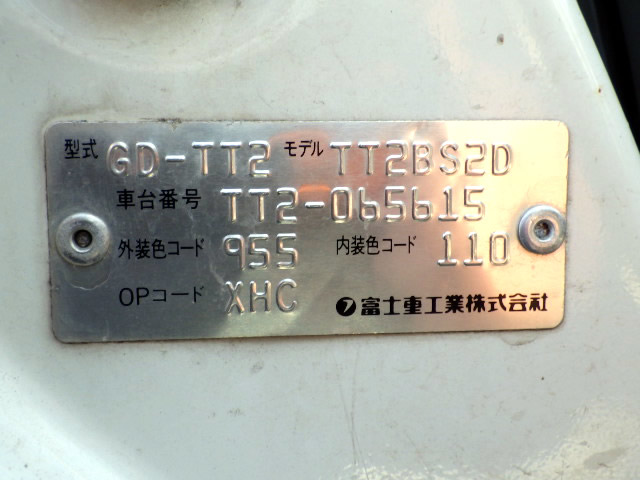 型式 GD-TT2 モデル TT2BS2D
車台番号 TT2-065615
外装色コード 955 内装色コード 110
OPコード XHC フ 富士重工業株式会社